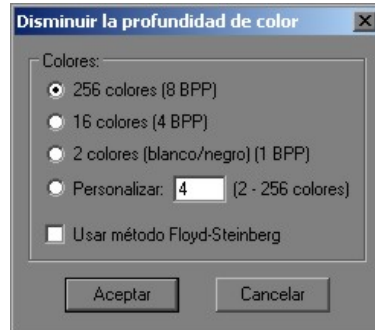 Disminuir la profundidad de color
Colores:
256 colores (8 BPP)
16 colores (4 BPP)
2 colores (blanco/negro) (1 BPP)
Personalizar: 4 (2 - 256 colores)
Usar método Floyd-Steinberg
Aceptar Cancelar